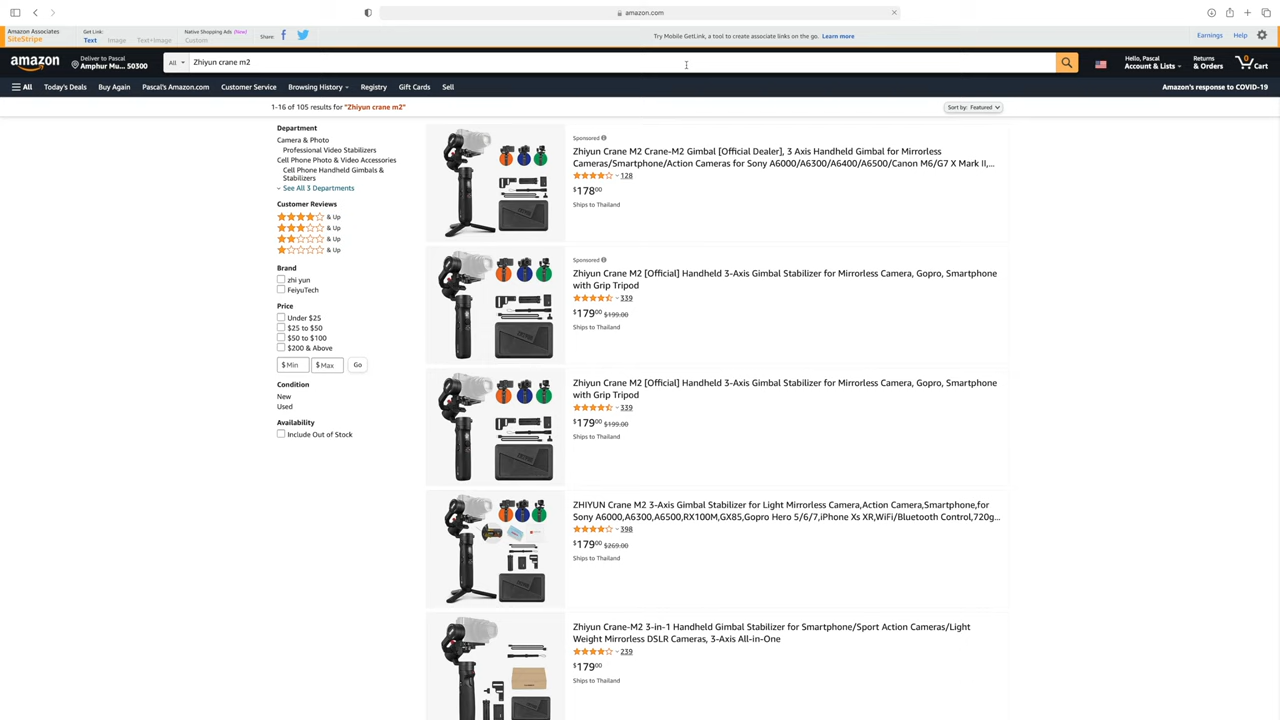 amazon.com
Amazon Associates
SiteStripe
Get Link:
Text Image Text+Image
Native Shopping Ads (New)
Custom
Share:
Try Mobile GetLink, a tool to create associate links on the go. Learn more
Earnings Help
amazon
Deliver to Pascal
Amphur Mu... 50300
All
Zhiyun crane m2
Hello, Pascal
Account & Lists
Returns
& Orders
0
Cart
All Today's Deals Buy Again Pascal's Amazon.com Customer Service Browsing History Registry Gift Cards Sell
Amazon's response to COVID-19
1-16 of 105 results for "Zhiyun crane m2"
Sort by: Featured
Department
Camera & Photo
Professional Video Stabilizers
Cell Phone Photo & Video Accessories
Cell Phone Handheld Gimbals &
Stabilizers
See All 3 Departments
Customer Reviews
& Up
& Up
& Up
& Up
Brand
zhi yun
FeiyuTech
Price
Under $25
$25 to $50
$50 to $100
$200 & Above
$ Min $ Max Go
Condition
New
Used
Availability
Include Out of Stock
Sponsored
Zhiyun Crane M2 Crane-M2 Gimbal [Official Dealer], 3 Axis Handheld Gimbal for Mirrorless
Cameras/Smartphone/Action Cameras for Sony A6000/A6300/A6400/A6500/Canon M6/G7 X Mark II,...
128
$17800
Ships to Thailand
Sponsored
Zhiyun Crane M2 [Official] Handheld 3-Axis Gimbal Stabilizer for Mirrorless Camera, Gopro, Smartphone
with Grip Tripod
339
$17900 $199.00
Ships to Thailand
Zhiyun Crane M2 [Official] Handheld 3-Axis Gimbal Stabilizer for Mirrorless Camera, Gopro, Smartphone
with Grip Tripod
339
$17900 $199.00
Ships to Thailand
ZHIYUN Crane M2 3-Axis Gimbal Stabilizer for Light Mirrorless Camera,Action Camera,Smartphone,for
Sony A6000,A6300,A6500,RX100M,GX85,Gopro Hero 5/6/7,iPhone Xs XR,WiFi/Bluetooth Control,720g...
398
$17900 $269.00
Ships to Thailand
Zhiyun Crane-M2 3-in-1 Handheld Gimbal Stabilizer for Smartphone/Sport Action Cameras/Light
Weight Mirrorless DSLR Cameras, 3-Axis All-in-One
239
$17900
Ships to Thailand